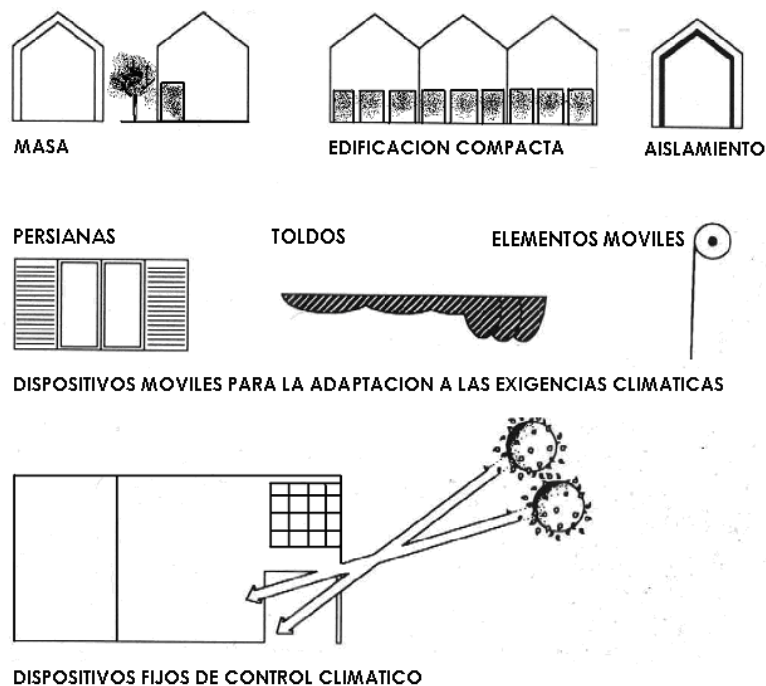 MASA
EDIFICACION COMPACTA
AISLAMIENTO
PERSIANAS
TOLDOS
ELEMENTOS MOVILES
DISPOSITIVOS MOVILES PARA LA ADAPTACION A LAS EXIGENCIAS CLIMATICAS
DISPOSITIVOS FIJOS DE CONTROL CLIMATICO